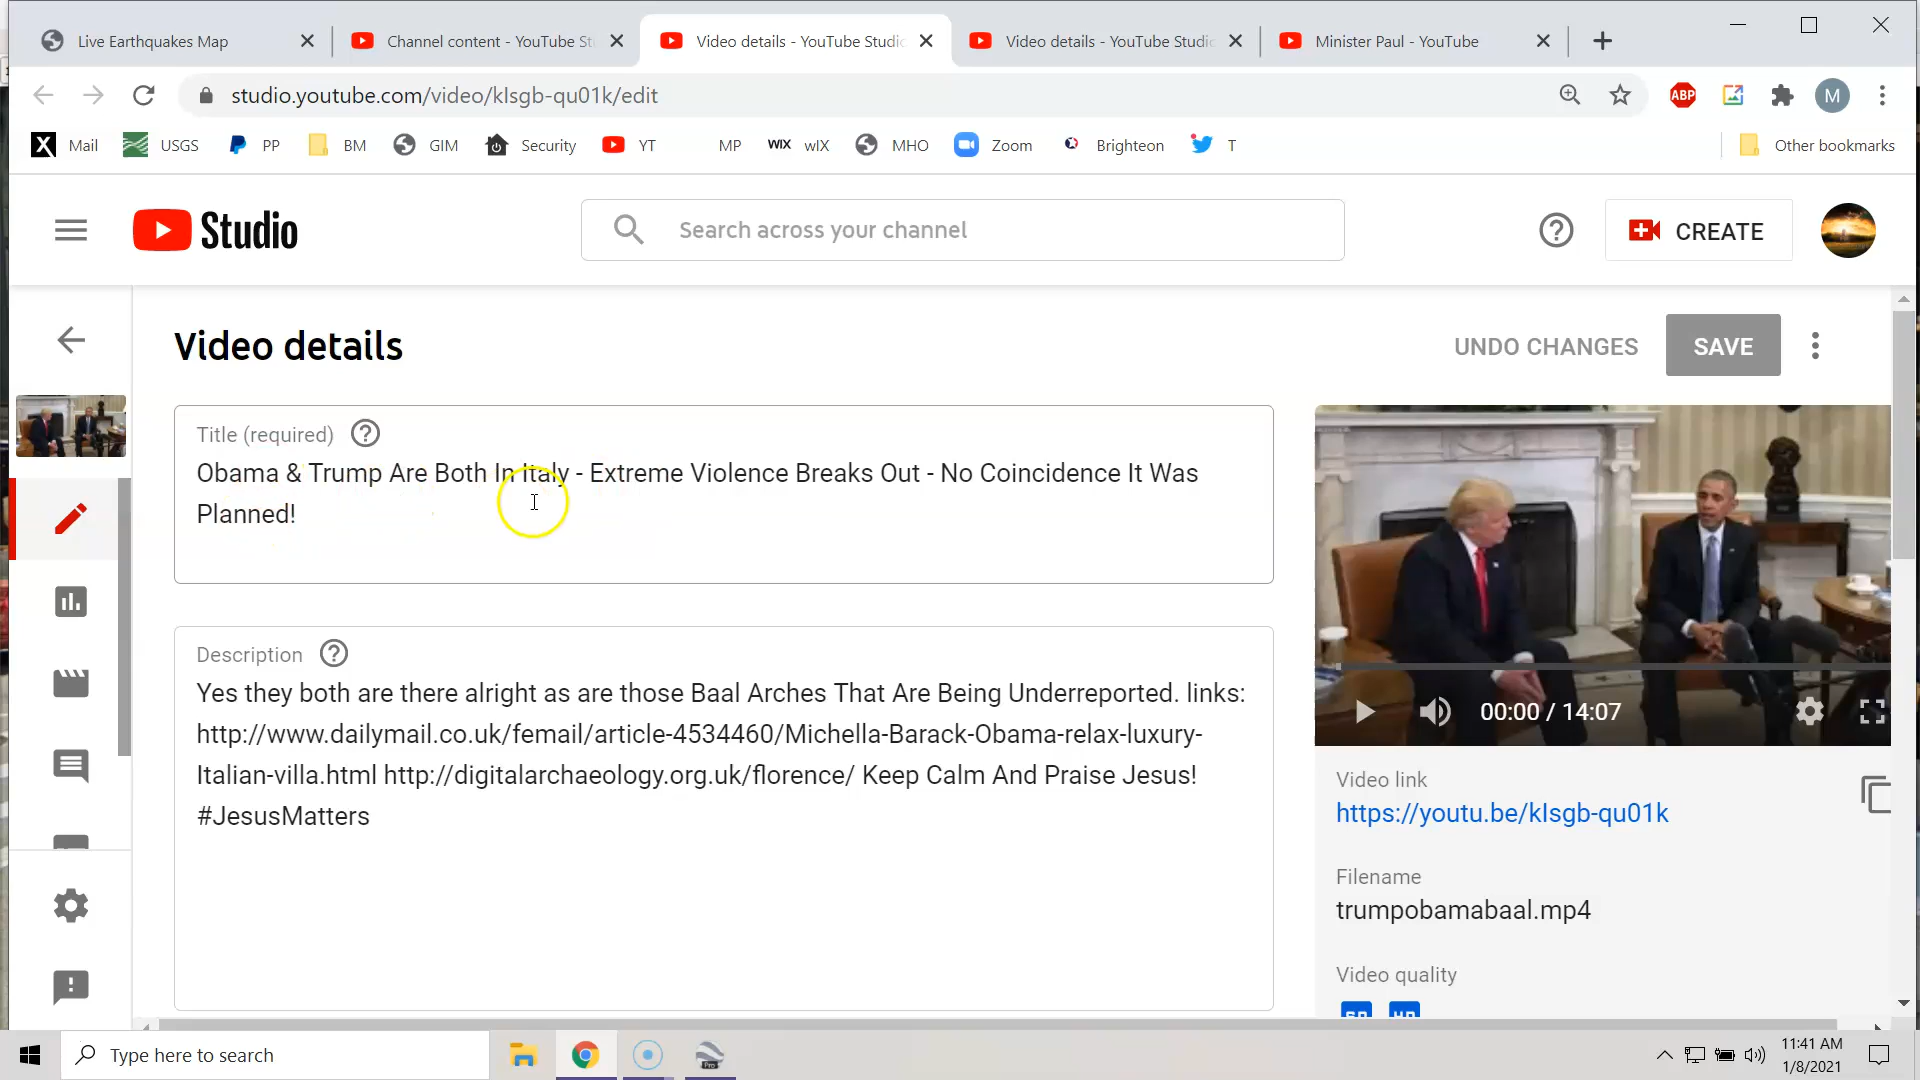 Live Earthquakes Map
Channel content - YouTube St
Video details - YouTube Studio
Video details - YouTube Studio
Minister Paul - YouTube
studio.youtube.com/video/kIsgb-qu01k/edit
ABP
M
X Mail
USGS
PP
BM
GIM
Security
YT
MP
WIX wIX
MHO
Zoom
Brighteon
T
Other bookmarks
Studio
Search across your channel
CREATE
Video details
UNDO CHANGES
SAVE
Title (required)
Obama & Trump Are Both In Italy - Extreme Violence Breaks Out - No Coincidence It Was
Planned!
Description
Yes they both are there alright as are those Baal Arches That Are Being Underreported. links:
http://www.dailymail.co.uk/femail/article-4534460/Michella-Barack-Obama-relax-luxury-
Italian-villa.html http://digitalarchaeology.org.uk/florence/ Keep Calm And Praise Jesus!
#JesusMatters
00:00 / 14:07
Video link
https://youtu.be/kIsgb-qu01k
Filename
trumpobamabaal.mp4
Video quality
Type here to search
11:41 AM
1/8/2021